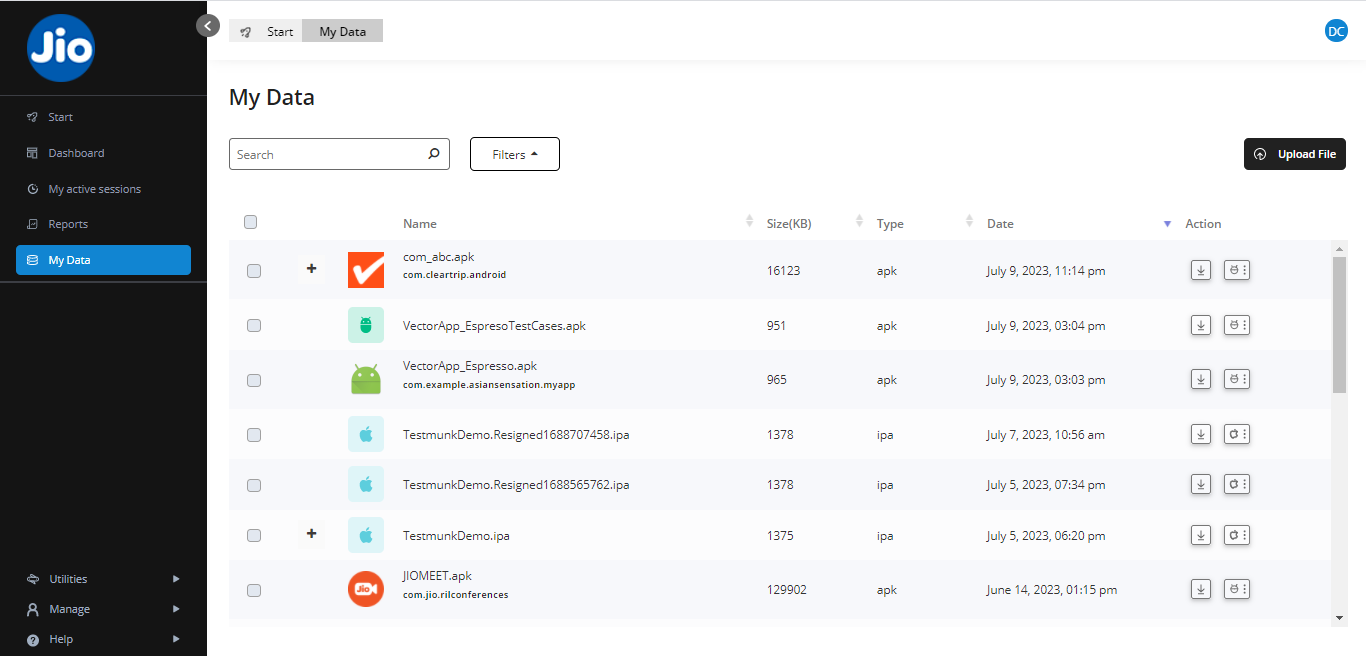 Jio
Start
Dashboard
My active sessions
Reports
My Data
Utilities
Manage
Help
Start My Data
DC
My Data
Search
Filters
Upload File
Name Size(KB) Type Date Action
com_abc.apk
com.cleartrip.android
16123 apk July 9, 2023, 11:14 pm
VectorApp_EspresoTestCases.apk 951 apk July 9, 2023, 03:04 pm
VectorApp_Espresso.apk
com.example.asiansensation.myapp
965 apk July 9, 2023, 03:03 pm
TestmunkDemo.Resigned1688707458.ipa 1378 ipa July 7, 2023, 10:56 am
TestmunkDemo.Resigned1688565762.ipa 1378 ipa July 5, 2023, 07:34 pm
TestmunkDemo.ipa 1375 ipa July 5, 2023, 06:20 pm
Jio
JIOMEET.apk
com.jio.rilconferences
129902 apk June 14, 2023, 01:15 pm